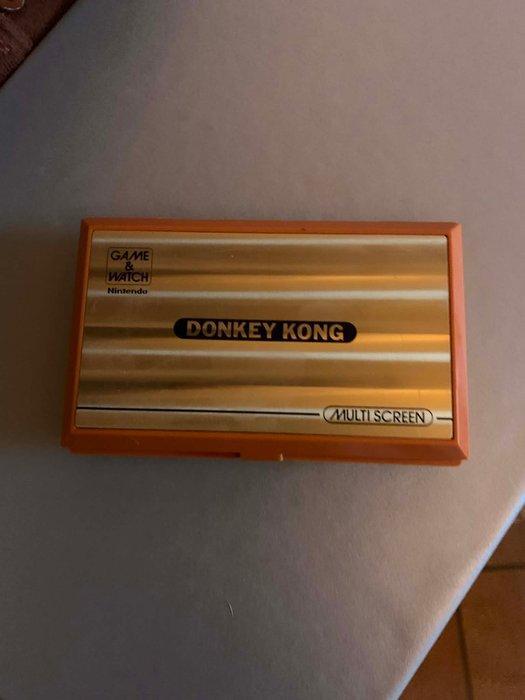 GAME
&
WATCH
Nintendo
DONKEY KONG
MULTI SCREEN